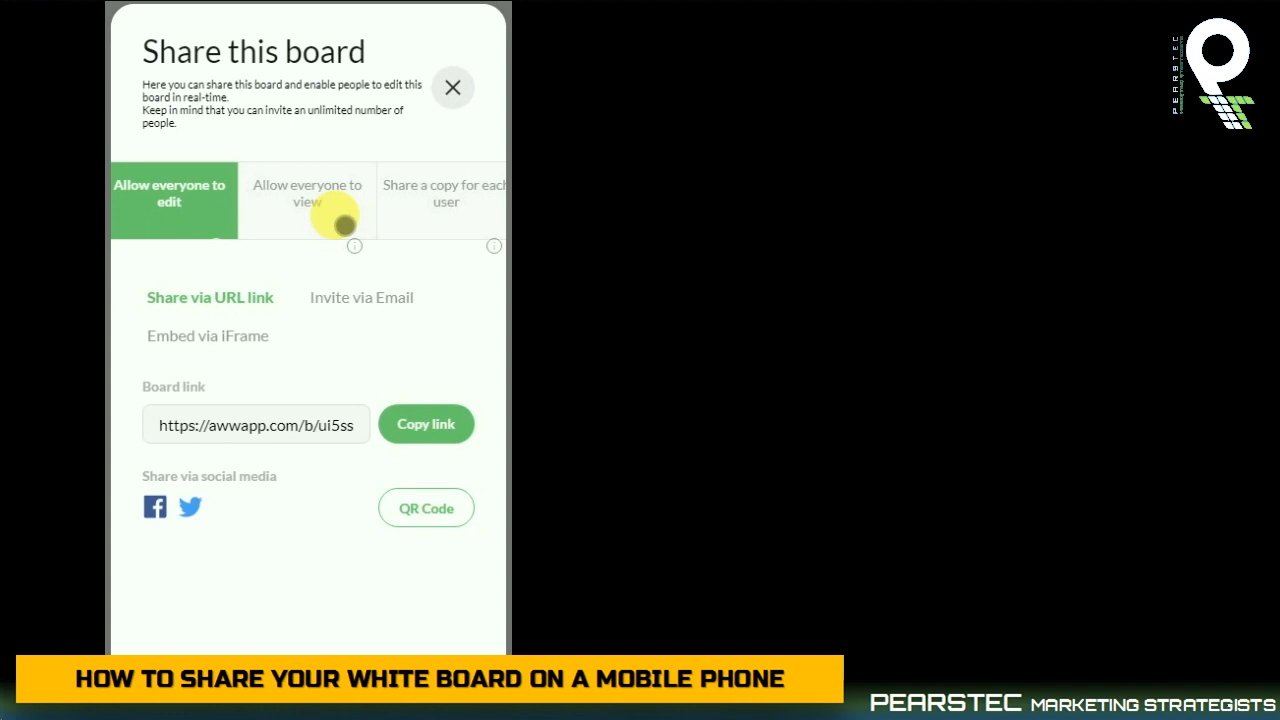 Share this board
Here you can share this board and enable people to edit this
board in real-time.
Keep in mind that you can invite an unlimited number of
people.
Allow everyone to
edit
Allow everyone to
view
Share a copy for each
user
Share via URL link
Invite via Email
Embed via iFrame
Board link
https://awwapp.com/b/ui5ss
Copy link
Share via social media
QR Code
HOW TO SHARE YOUR WHITE BOARD ON A MOBILE PHONE
PEARSTEC MARKETING STRATEGISTS
PEARSTEC
MARKETING STRATEGISTS